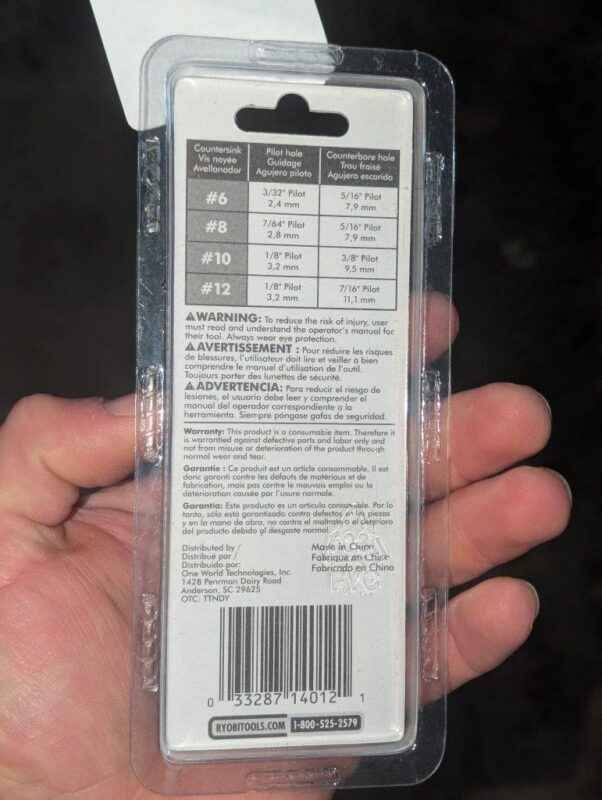 Countersink
Vis noyée
Avellanador
Pilot hole
Guidage
Agujero piloto
Counterbore hole
Trou fraisé
Agujero escariado
#6
3/32" Pilot
2,4 mm
5/16" Pilot
7,9 mm
#8
7/64" Pilot
2,8 mm
5/16" Pilot
7,9 mm
#10
1/8" Pilot
3,2 mm
3/8" Pilot
9,5 mm
#12
1/8" Pilot
3,2 mm
7/16" Pilot
11,1 mm
⚠WARNING: To reduce the risk of injury, user
must read and understand the operator's manual for
their tool. Always wear eye protection.
⚠AVERTISSEMENT : Pour réduire les risques
de blessures, l'utilisateur doit lire et veiller à bien
comprendre le manuel d'utilisation de l'outil.
Toujours porter des lunettes de sécurité.
⚠ADVERTENCIA: Para reducir el riesgo de
lesiones, el usuario debe leer y comprender el
manual del operador correspondiente a la
herramienta. Siempre póngase gafas de seguridad.
Warranty: This product is a consumable item. Therefore it
is warrantied against defective parts and labor only and
not from misuse or deterioration of the product through
normal wear and tear.
Garantie : Ce produit est un article consommable. Il est
donc garanti contre les défauts de matériaux et de
fabrication, mais pas contre le mauvais emploi ou la
détérioration causée par l'usure normale.
Garantía: Este producto es un artículo consumible. Por lo
tanto, sólo está garantizado contra defectos en las piezas
y en la mano de obra, no contra el maltrato o el deterioro
del producto debido al desgaste normal.
Distributed by /
Distribué par /
Distribuido por:
One World Technologies, Inc.
1428 Pearman Dairy Road
Anderson, SC 29625
OTC: TTNDY
Made in China
Fabriqué en Chine
Fabricado en China
0 33287 14012 1
RYOBITOOLS.COM 1-800-525-2579